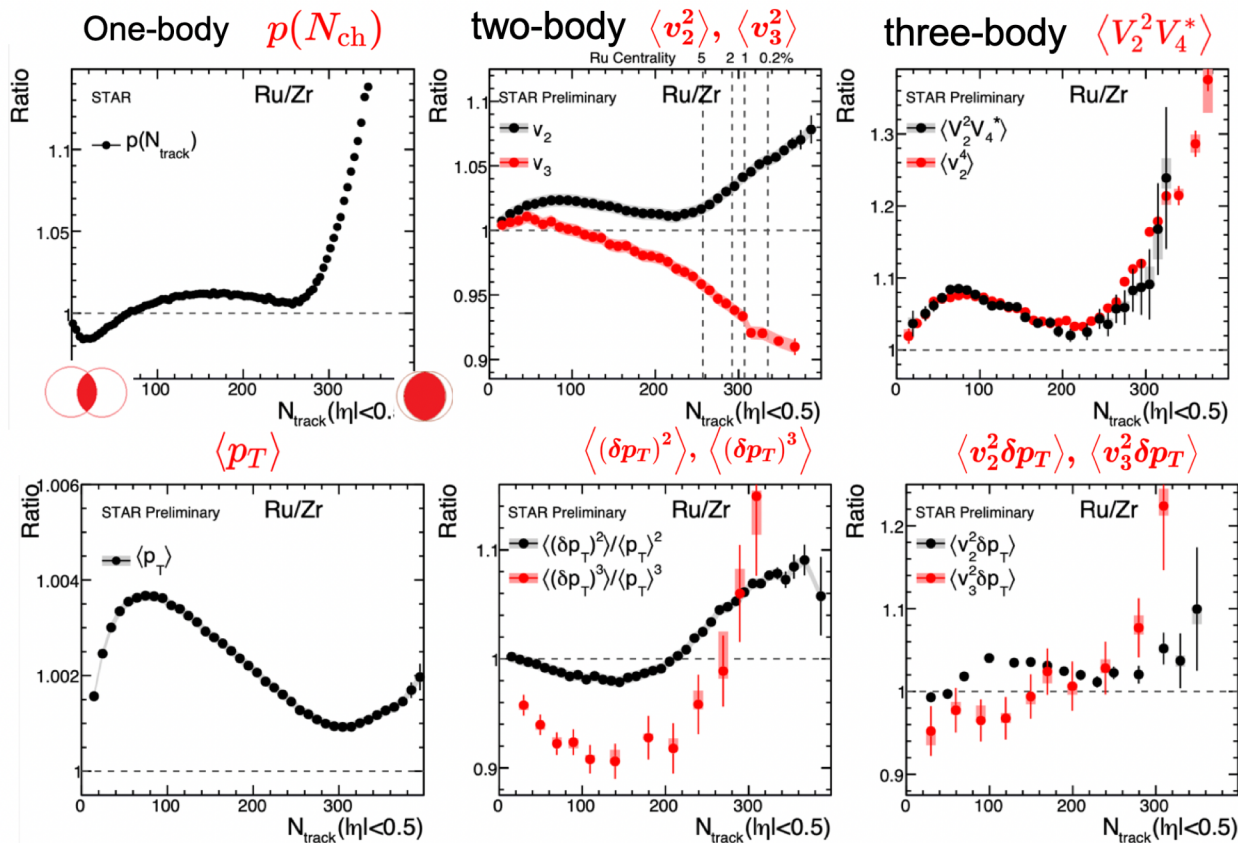 One-body p(N_ch)
two-body ⟨v_2^2⟩, ⟨v_3^2⟩
three-body ⟨V_2^2 V_4^*⟩
Ru Centrality 5 2 1 0.2%
Ratio
1.1
1.05
1
STAR
Ru/Zr
p(N_track)
100 200 300
N_track(|η|<0.5)
Ratio
1.1
1.05
1
0.95
0.9
STAR Preliminary
Ru/Zr
v_2
v_3
0 100 200 300
N_track(|η|<0.5)
Ratio
1.3
1.2
1.1
1
STAR Preliminary
Ru/Zr
⟨V_2^2 V_4^*⟩
⟨v_2^4⟩
0 100 200 300 400
N_track(|η|<0.5)
⟨p_T⟩
⟨(δp_T)^2⟩, ⟨(δp_T)^3⟩
⟨v_2^2 δp_T⟩, ⟨v_3^2 δp_T⟩
Ratio
1.006
1.004
1.002
1
STAR Preliminary
Ru/Zr
⟨p_T⟩
0 100 200 300 400
N_track(|η|<0.5)
Ratio
1.1
1
0.9
STAR Preliminary
Ru/Zr
⟨(δp_T)^2⟩/⟨p_T⟩^2
⟨(δp_T)^3⟩/⟨p_T⟩^3
0 100 200 300
N_track(|η|<0.5)
Ratio
1.2
1.1
1
0.9
STAR Preliminary
Ru/Zr
⟨v_2^2 δp_T⟩
⟨v_3^2 δp_T⟩
0 100 200 300 400
N_track(|η|<0.5)